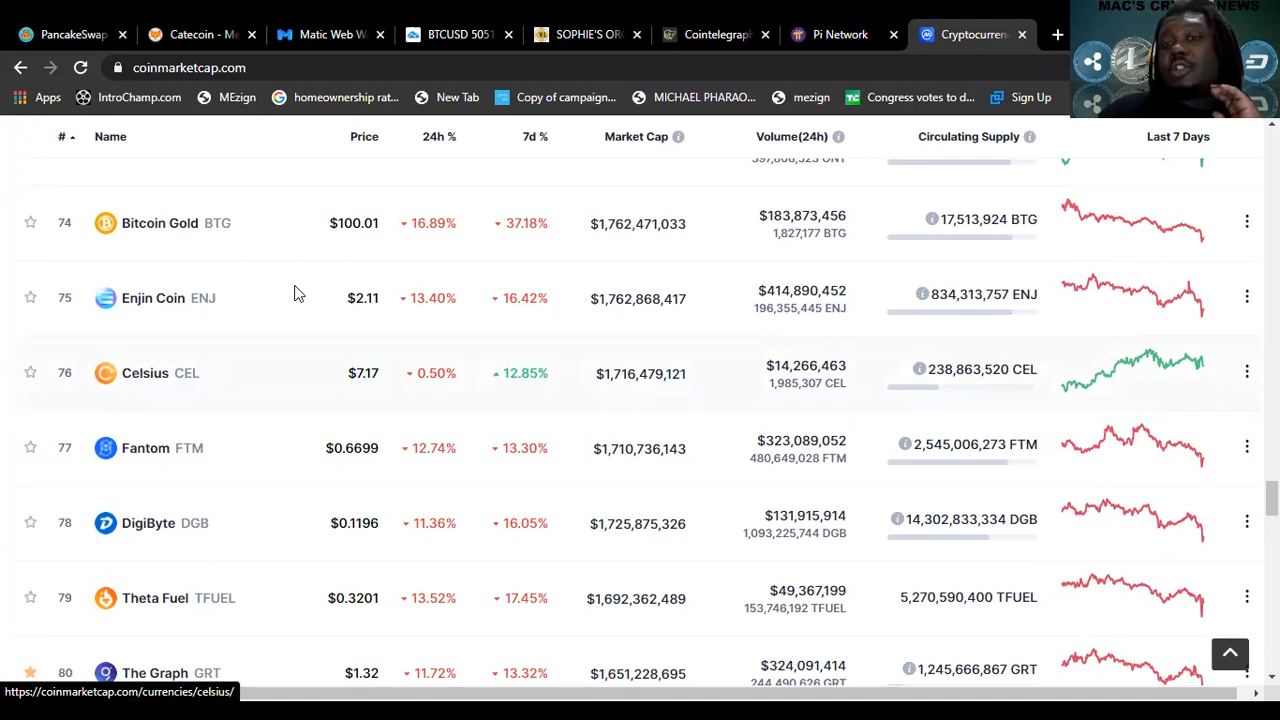 MAC'S CR NEWS
PancakeSwap
Catecoin - Me
Matic Web W
BTCUSD 5051
SOPHIE'S ORG
Cointelegraph
Pi Network
Cryptocurren
coinmarketcap.com
Apps
IntroChamp.com
MEzign
homeownership rat...
New Tab
Copy of campaign...
MICHAEL PHARAO...
mezign
Congress votes to d...
Sign Up
# Name Price 24h % 7d % Market Cap Volume(24h) Circulating Supply Last 7 Days
74 Bitcoin Gold BTG $100.01 16.89% 37.18% $1,762,471,033 $183,873,456 17,513,924 BTG
1,827,177 BTG
75 Enjin Coin ENJ $2.11 13.40% 16.42% $1,762,868,417 $414,890,452 834,313,757 ENJ
196,355,445 ENJ
76 Celsius CEL $7.17 0.50% 12.85% $1,716,479,121 $14,266,463 238,863,520 CEL
1,985,307 CEL
77 Fantom FTM $0.6699 12.74% 13.30% $1,710,736,143 $323,089,052 2,545,006,273 FTM
480,649,028 FTM
78 DigiByte DGB $0.1196 11.36% 16.05% $1,725,875,326 $131,915,914 14,302,833,334 DGB
1,093,225,744 DGB
79 Theta Fuel TFUEL $0.3201 13.52% 17.45% $1,692,362,489 $49,367,199 5,270,590,400 TFUEL
153,746,192 TFUEL
80 The Graph GRT $1.32 11.72% 13.32% $1,651,228,695 $324,091,414 1,245,666,867 GRT
244,490,626 GRT
https://coinmarketcap.com/currencies/celsius/